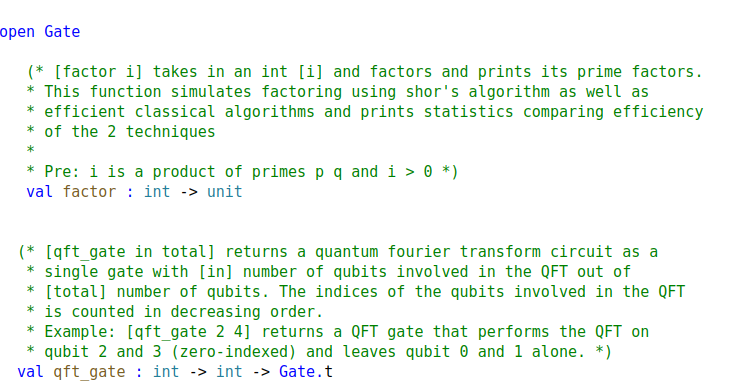 open Gate
(* [factor i] takes in an int [i] and factors and prints its prime factors.
* This function simulates factoring using shor's algorithm as well as
* efficient classical algorithms and prints statistics comparing efficiency
* of the 2 techniques
*
* Pre: i is a product of primes p q and i > 0 *)
val factor : int -> unit
(* [qft_gate in total] returns a quantum fourier transform circuit as a
* single gate with [in] number of qubits involved in the QFT out of
* [total] number of qubits. The indices of the qubits involved in the QFT
* is counted in decreasing order.
* Example: [qft_gate 2 4] returns a QFT gate that performs the QFT on
* qubit 2 and 3 (zero-indexed) and leaves qubit 0 and 1 alone. *)
val qft_gate : int -> int -> Gate.t